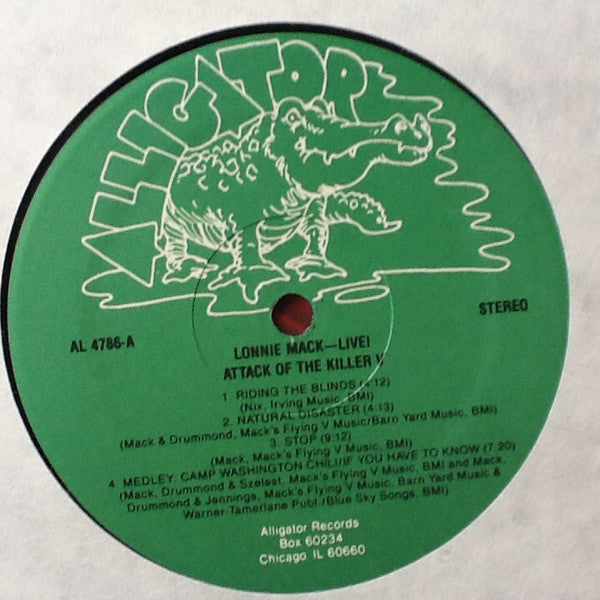 ALLIGATOR
AL 4786-A
STEREO
LONNIE MACK—LIVE!
ATTACK OF THE KILLER V
1. RIDING THE BLINDS (4:12)
(Nix, Irving Music, BMI)
2. NATURAL DISASTER (4:13)
(Mack & Drummond, Mack's Flying V Music/Barn Yard Music, BMI)
3. STOP (9:12)
(Mack, Mack's Flying V Music, BMI)
4. MEDLEY: CAMP WASHINGTON CHILI/IF YOU HAVE TO KNOW (7:20)
(Mack, Drummond & Szelest, Mack's Flying V Music, BMI and Mack,
Drummond & Jennings, Mack's Flying V Music, Barn Yard Music &
Warner-Tamerlane Publ./Blue Sky Songs, BMI)
Alligator Records
Box 60234
Chicago IL 60660